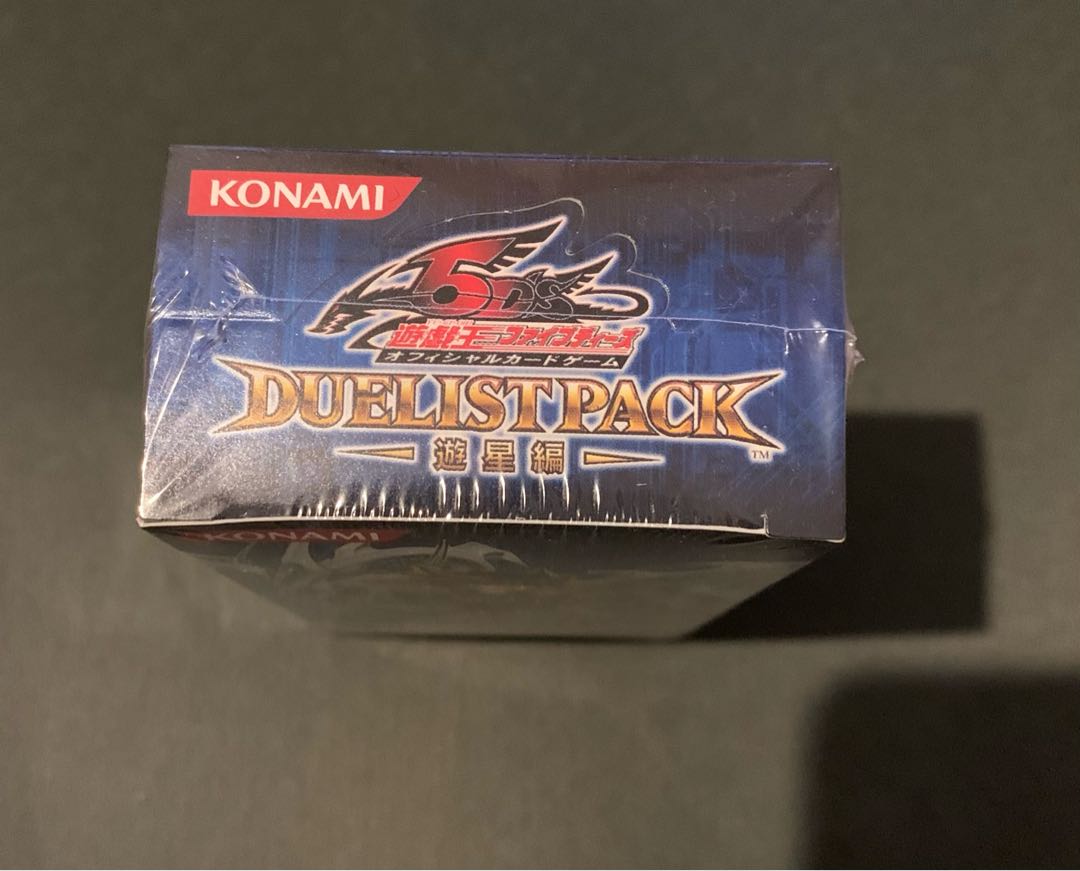 KONAMI
5D's
遊戯王ファイブディーズ
オフィシャルカードゲーム
DUELIST PACK
TM
遊星編
KONAMI